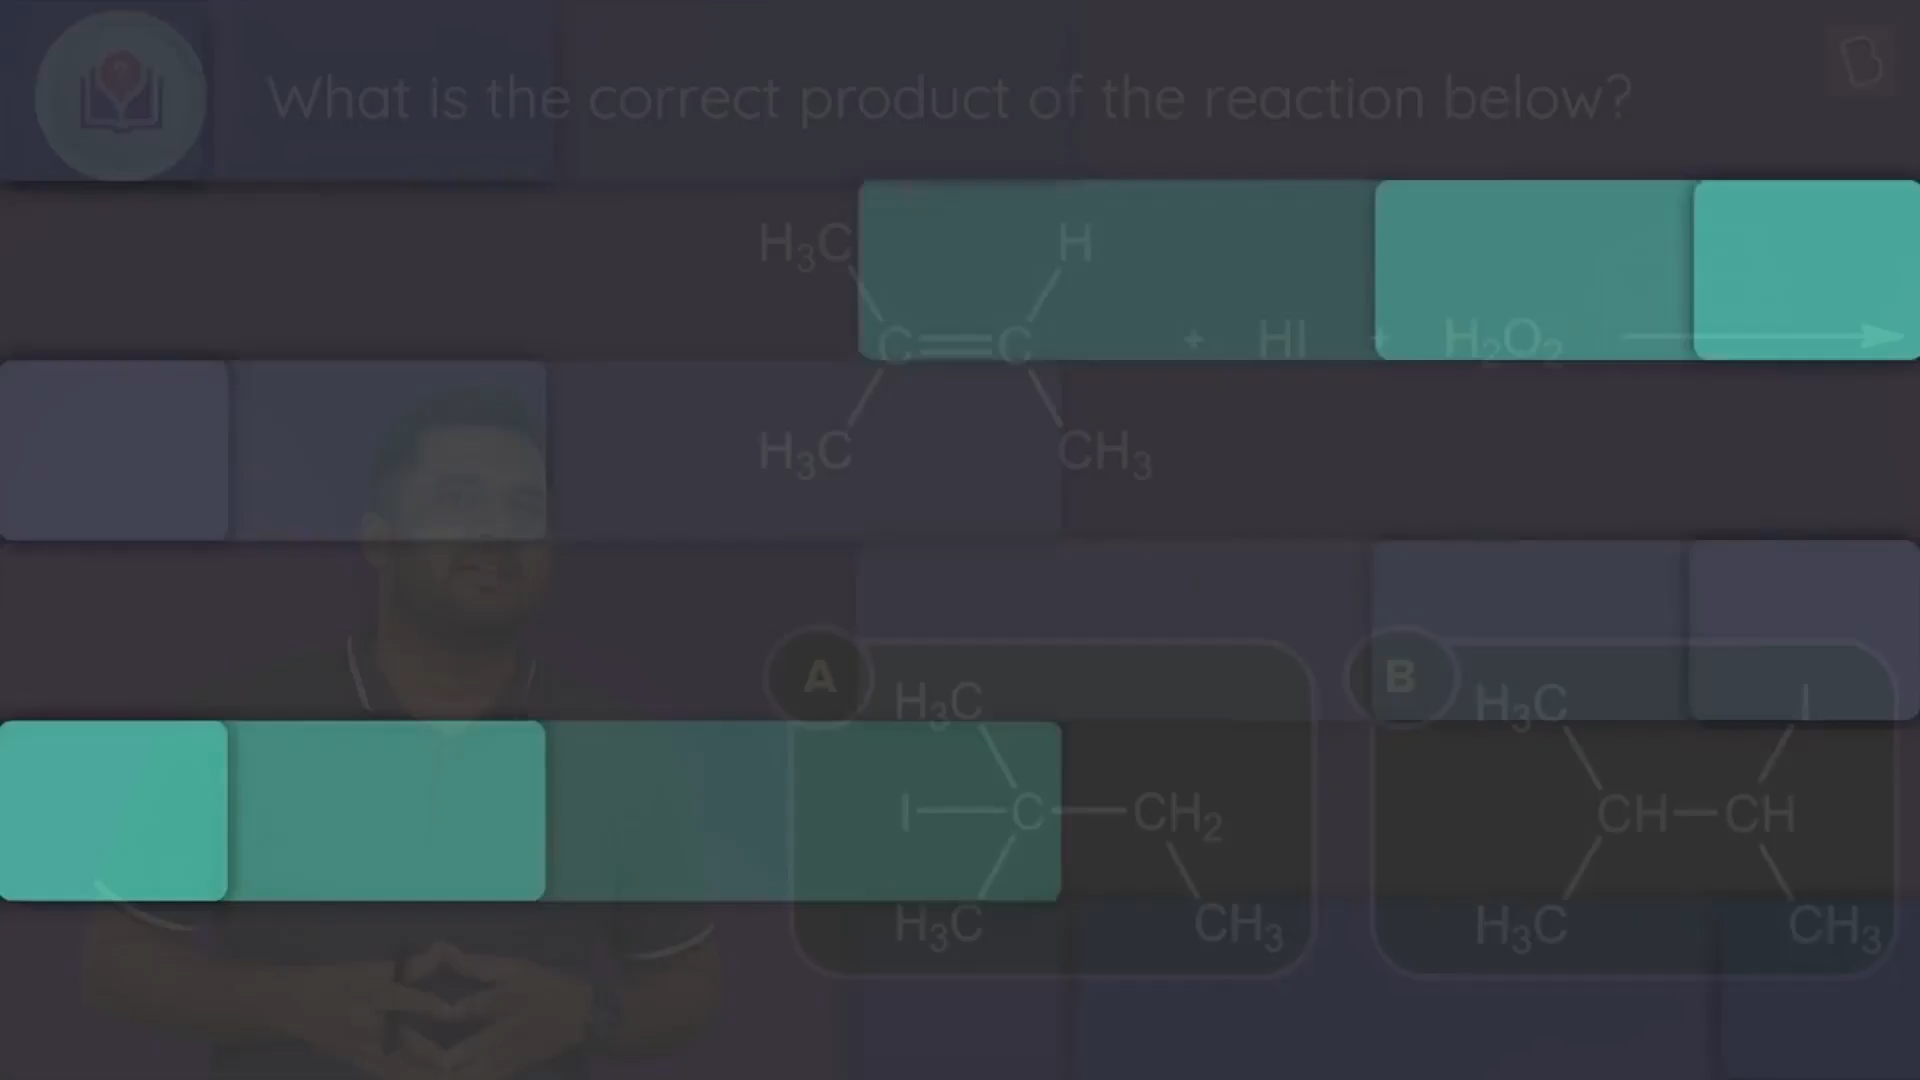 What is the correct product of the reaction below?
H₃C H
C=C + HI + H₂O₂
H₃C CH₃
A B
H₃C H₃C I
I—C—CH₂ CH—CH
H₃C CH₃ H₃C CH₃